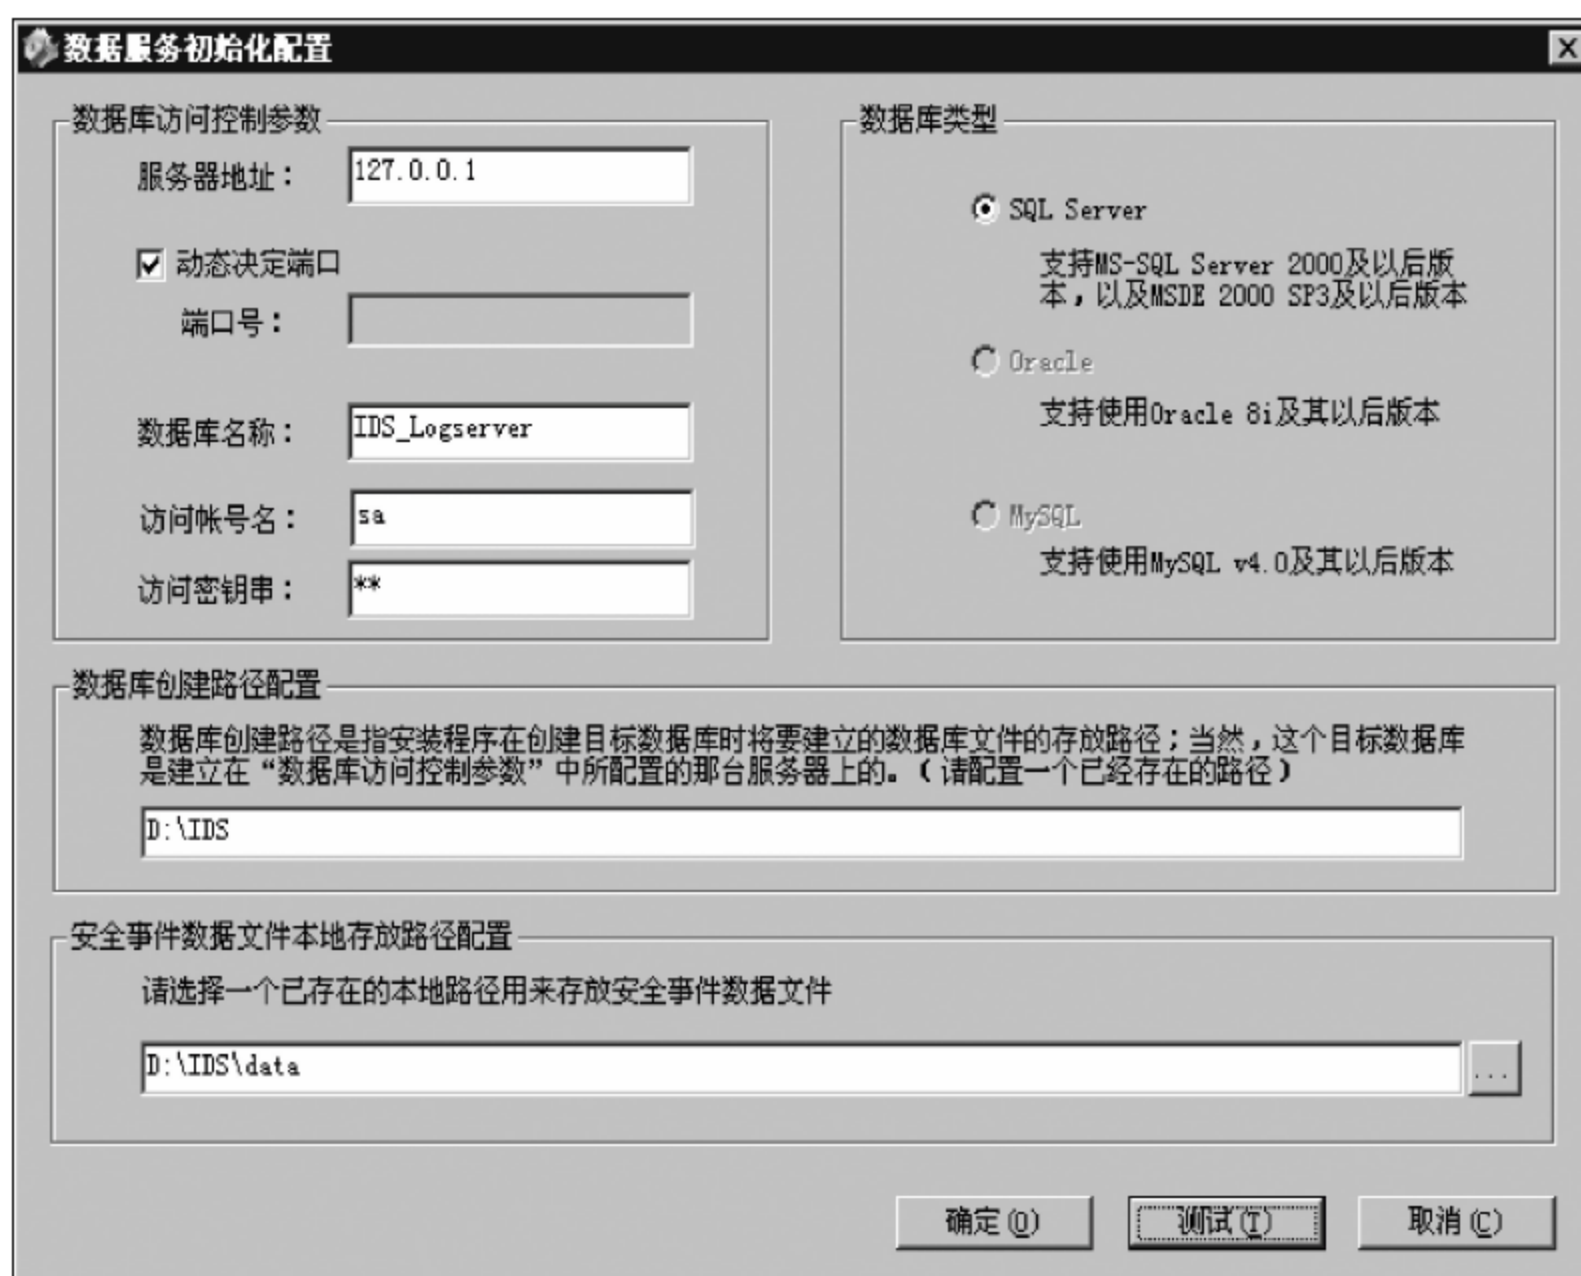 数据服务初始化配置
数据库访问控制参数
服务器地址：
127.0.0.1
动态决定端口
端口号：
数据库名称：
IDS_Logserver
访问帐号名：
sa
访问密钥串：
**
数据库类型
SQL Server
支持MS-SQL Server 2000及以后版
本，以及MSDE 2000 SP3及以后版本
Oracle
支持使用Oracle 8i及其以后版本
MySQL
支持使用MySQL v4.0及其以后版本
数据库创建路径配置
数据库创建路径是指安装程序在创建目标数据库时将要建立的数据库文件的存放路径；当然，这个目标数据库
是建立在“数据库访问控制参数”中所配置的那台服务器上的。（请配置一个已经存在的路径）
D:\IDS
安全事件数据文件本地存放路径配置
请选择一个已存在的本地路径用来存放安全事件数据文件
D:\IDS\data
...
确定(O)
测试(T)
取消(C)